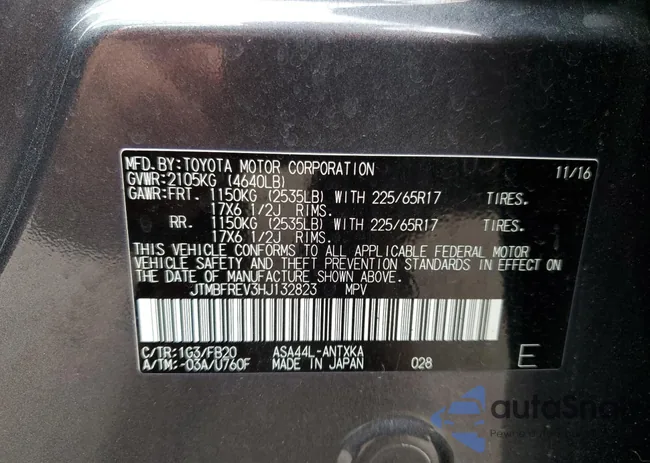 MFD.BY:TOYOTA MOTOR CORPORATION 11/16
GVWR:2105KG (4640LB)
GAWR:FRT. 1150KG (2535LB) WITH 225/65R17 TIRES.
17X6 1/2J RIMS.
RR. 1150KG (2535LB) WITH 225/65R17 TIRES.
17X6 1/2J RIMS.
THIS VEHICLE CONFORMS TO ALL APPLICABLE FEDERAL MOTOR
VEHICLE SAFETY AND THEFT PREVENTION STANDARDS IN EFFECT ON
THE DATE OF MANUFACTURE SHOWN ABOVE.
JTMBFREV3HJ132823 MPV
C/TR:1G3/FB20 ASA44L-ANTXKA
A/TM:-03A/U760F MADE IN JAPAN 028 E